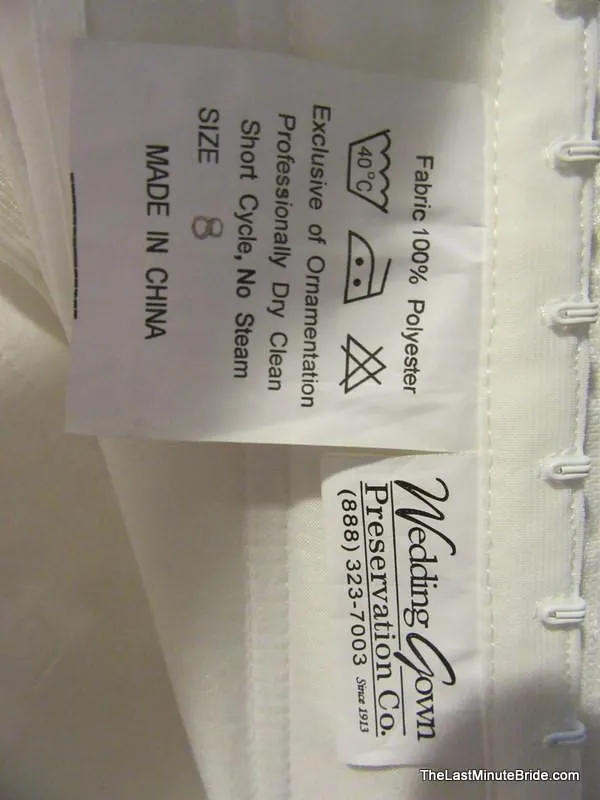 Fabric 100% Polyester
40°C
Exclusive of Ornamentation
Professionally Dry Clean
Short Cycle, No Steam
SIZE 8
MADE IN CHINA
Wedding Gown
Preservation Co.
(888) 323-7003 Since 1913
TheLastMinuteBride.com